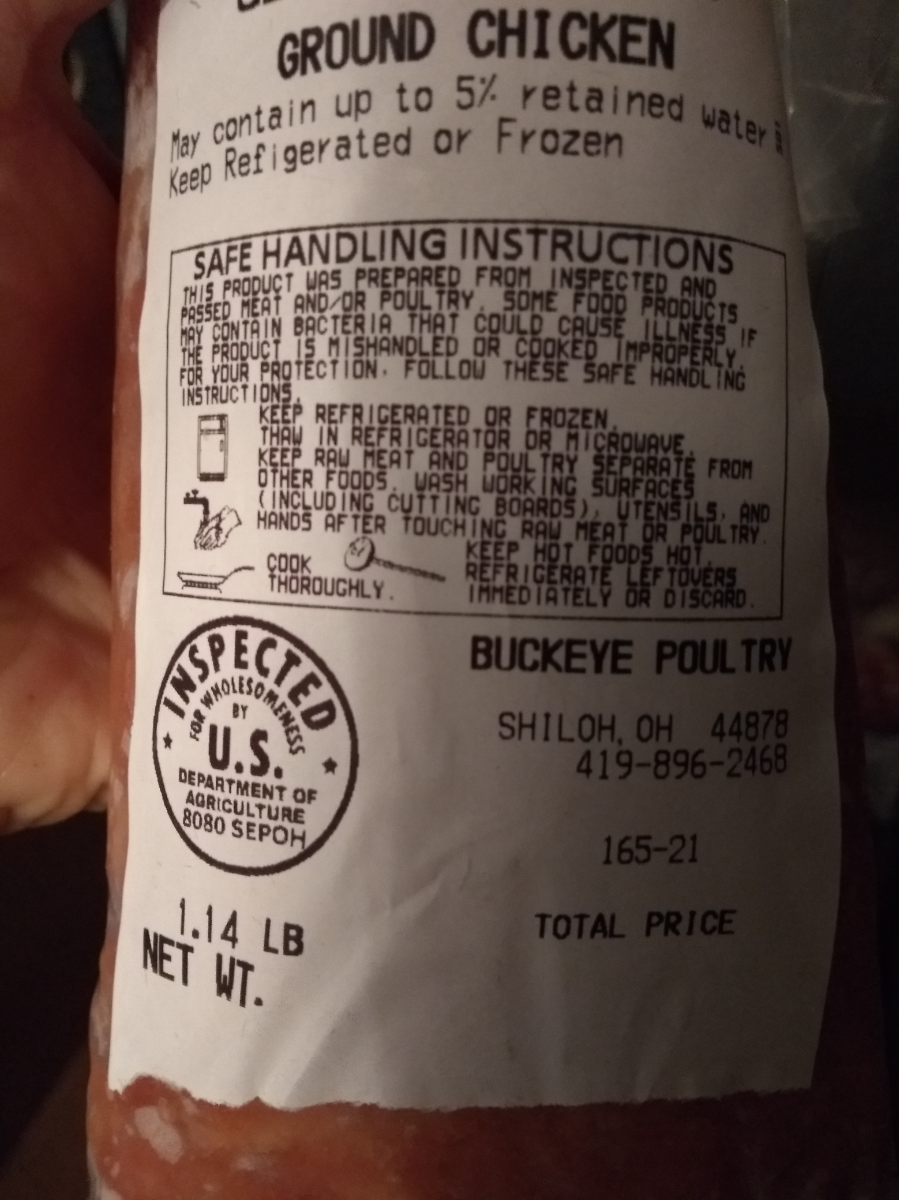 GROUND CHICKEN
May contain up to 5% retained water
Keep Refigerated or Frozen
SAFE HANDLING INSTRUCTIONS
THIS PRODUCT WAS PREPARED FROM INSPECTED AND
PASSED MEAT AND/OR POULTRY. SOME FOOD PRODUCTS
MAY CONTAIN BACTERIA THAT COULD CAUSE ILLNESS IF
THE PRODUCT IS MISHANDLED OR COOKED IMPROPERLY.
FOR YOUR PROTECTION, FOLLOW THESE SAFE HANDLING
INSTRUCTIONS.
KEEP REFRIGERATED OR FROZEN.
THAW IN REFRIGERATOR OR MICROWAVE.
KEEP RAW MEAT AND POULTRY SEPARATE FROM
OTHER FOODS. WASH WORKING SURFACES
(INCLUDING CUTTING BOARDS), UTENSILS, AND
HANDS AFTER TOUCHING RAW MEAT OR POULTRY.
COOK
THOROUGHLY.
KEEP HOT FOODS HOT.
REFRIGERATE LEFTOVERS
IMMEDIATELY OR DISCARD.
INSPECTED
FOR WHOLESOMENESS
BY
U.S.
DEPARTMENT OF
AGRICULTURE
8080 SEPOH
BUCKEYE POULTRY
SHILOH, OH 44878
419-896-2468
165-21
1.14 LB
NET WT.
TOTAL PRICE